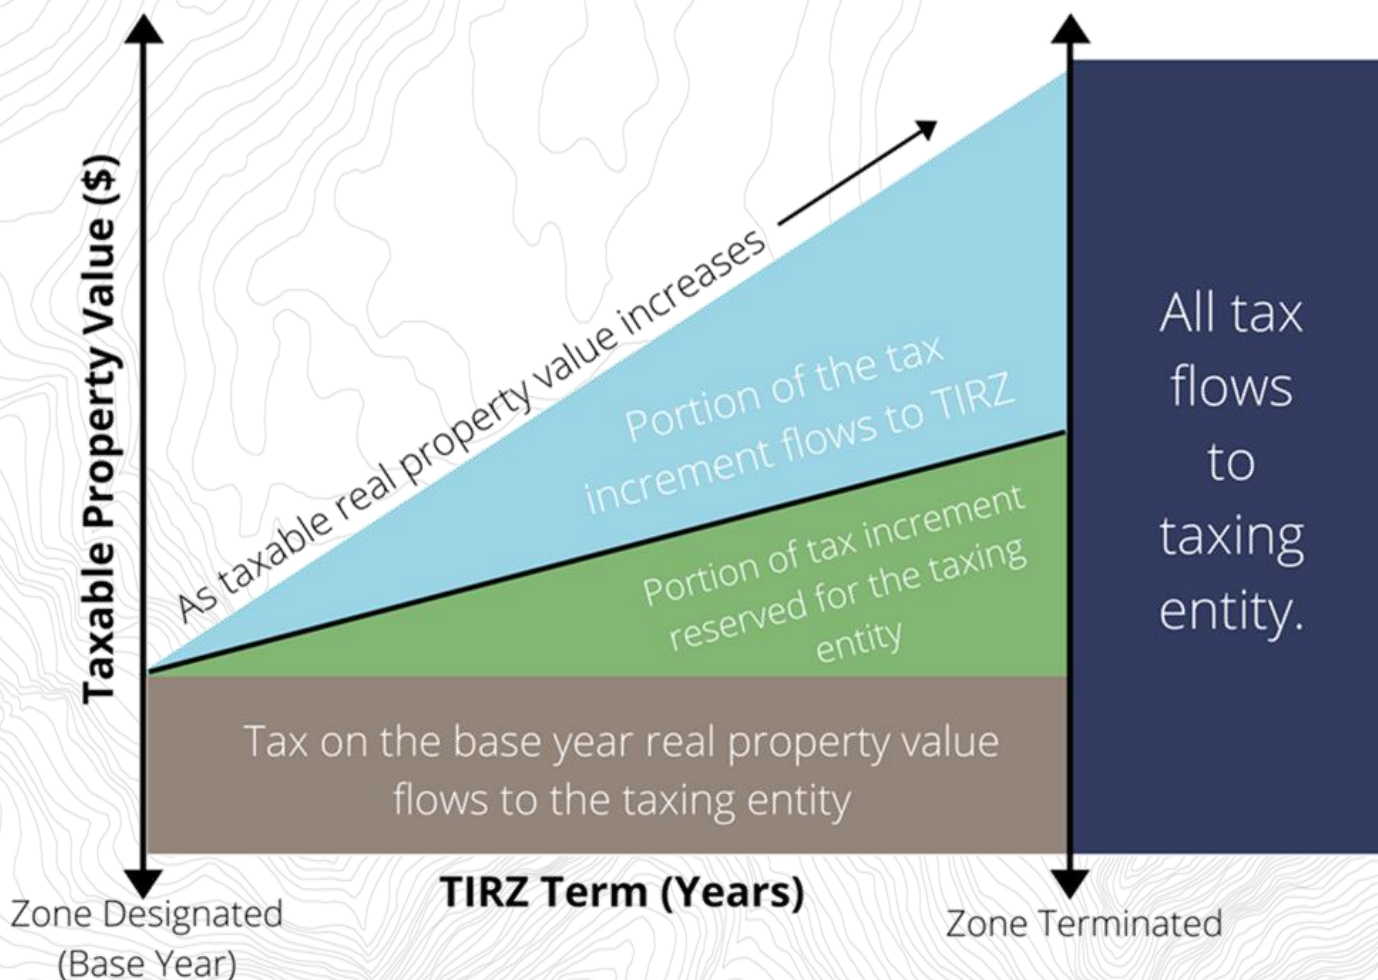 Taxable Property Value ($)
As taxable real property value increases
Portion of the tax
increment flows to TIRZ
Portion of tax increment
reserved for the taxing
entity
Tax on the base year real property value
flows to the taxing entity
All tax
flows
to
taxing
entity.
TIRZ Term (Years)
Zone Designated
(Base Year)
Zone Terminated